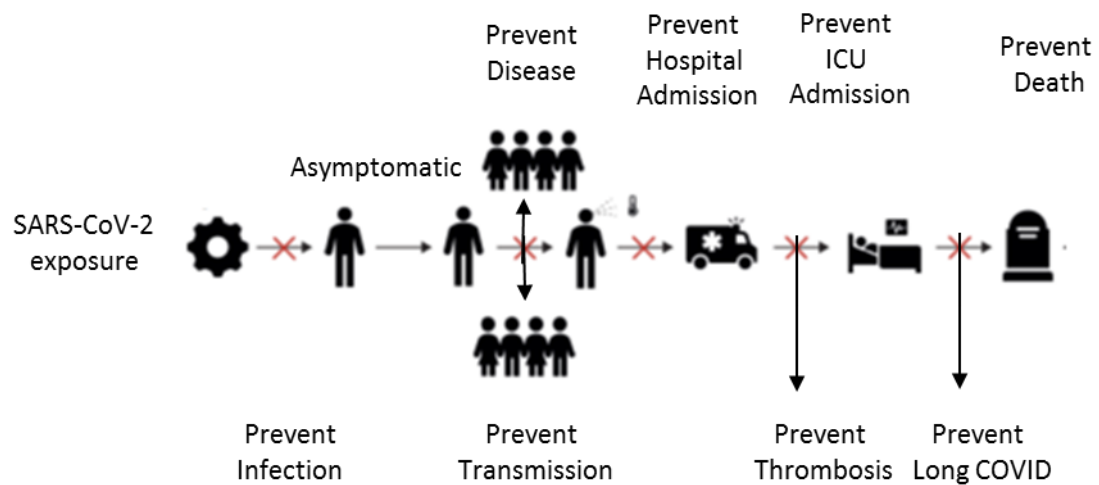 Prevent
Disease
Prevent
Hospital
Admission
Prevent
ICU
Admission
Prevent
Death
Asymptomatic
SARS-CoV-2
exposure
Prevent
Infection
Prevent
Transmission
Prevent
Thrombosis
Prevent
Long COVID